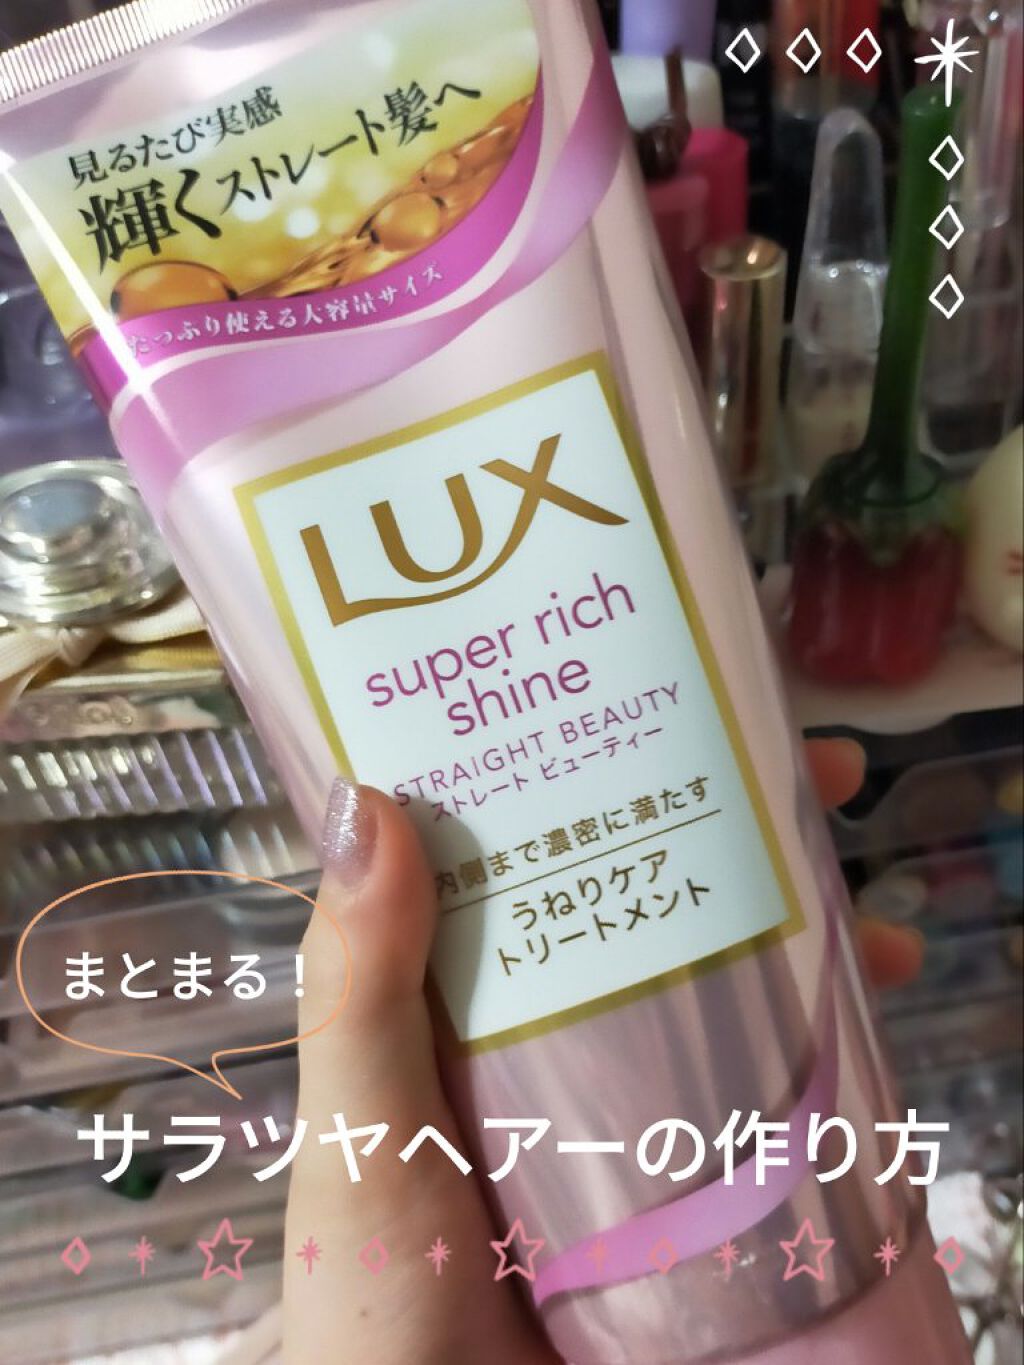 見るたび実感
輝くストレート髪へ
たっぷり使える大容量サイズ
LUX
super rich
shine
STRAIGHT BEAUTY
ストレート ビューティー
内側まで濃密に満たす
うねりケア
トリートメント
まとまる！
サラツヤヘアーの作り方